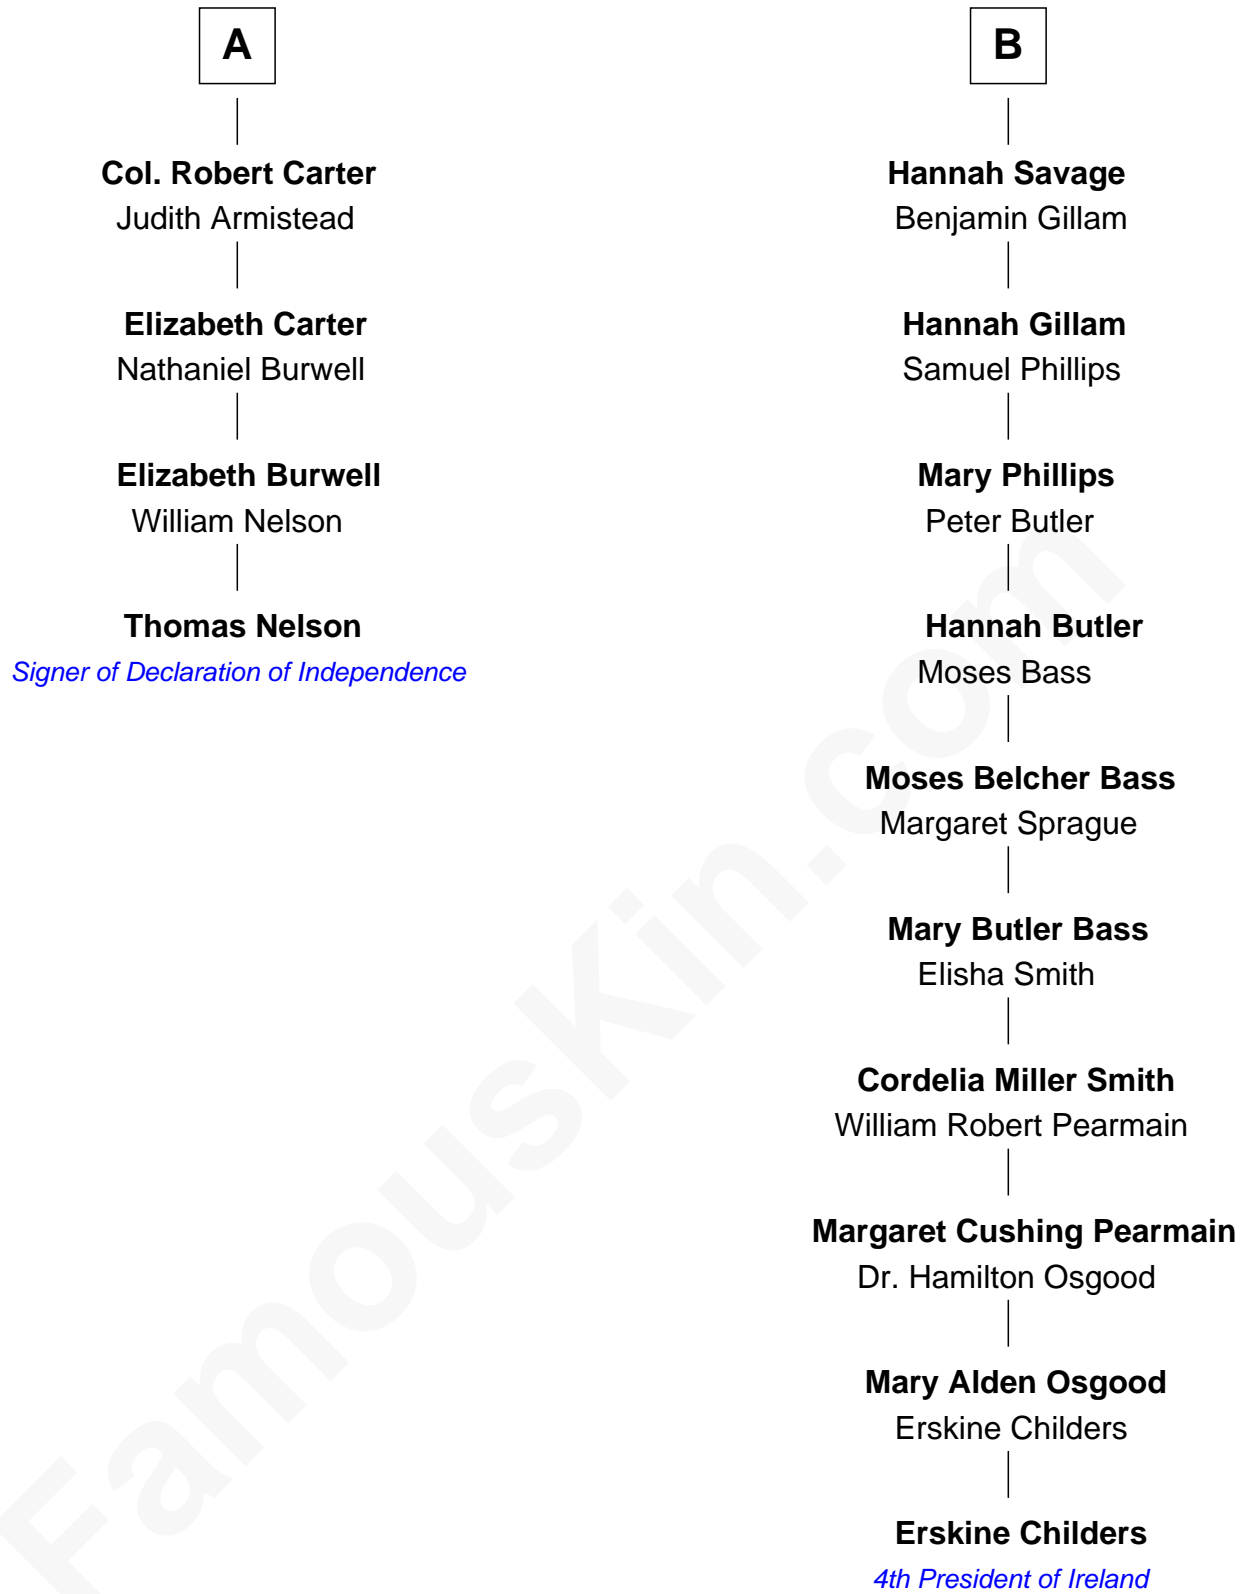 A
Col. Robert Carter
Judith Armistead
Elizabeth Carter
Nathaniel Burwell
Elizabeth Burwell
William Nelson
Thomas Nelson
Signer of Declaration of Independence
B
Hannah Savage
Benjamin Gillam
Hannah Gillam
Samuel Phillips
Mary Phillips
Peter Butler
Hannah Butler
Moses Bass
Moses Belcher Bass
Margaret Sprague
Mary Butler Bass
Elisha Smith
Cordelia Miller Smith
William Robert Pearmain
Margaret Cushing Pearmain
Dr. Hamilton Osgood
Mary Alden Osgood
Erskine Childers
Erskine Childers
4th President of Ireland
FamousKin.com